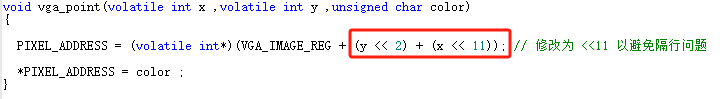 void vga_point(volatile int x ,volatile int y ,unsigned char color)
{
PIXEL_ADDRESS = (volatile int*)(VGA_IMAGE_REG + (y << 2) + (x << 11)); // 修改为 <<11 以避免隔行问题
*PIXEL_ADDRESS = color ;
}